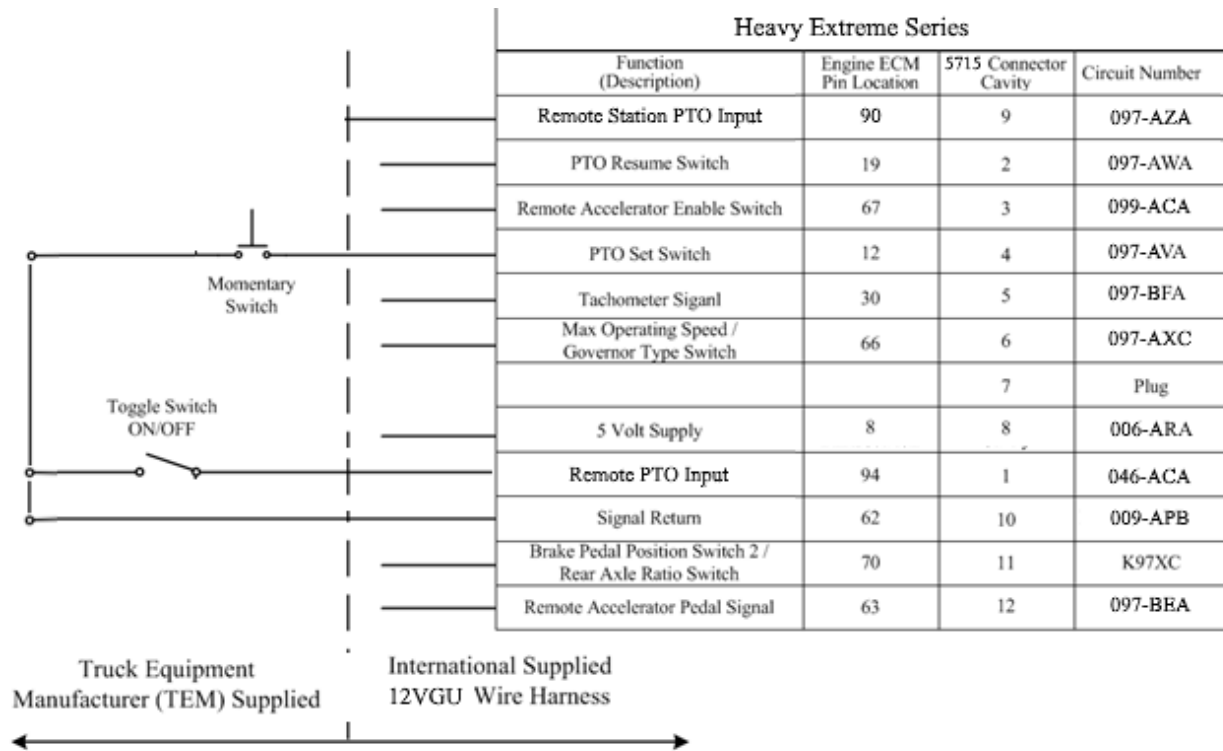 Heavy Extreme Series
Function Engine ECM 5715 Connector Circuit Number
(Description) Pin Location Cavity
Remote Station PTO Input 90 9 097-AZA
PTO Resume Switch 19 2 097-AWA
Remote Accelerator Enable Switch 67 3 099-ACA
PTO Set Switch 12 4 097-AVA
Momentary
Switch
Tachometer Siganl 30 5 097-BFA
Max Operating Speed /
Governor Type Switch 66 6 097-AXC
7 Plug
Toggle Switch
ON/OFF
5 Volt Supply 8 8 006-ARA
Remote PTO Input 94 1 046-ACA
Signal Return 62 10 009-APB
Brake Pedal Position Switch 2 /
Rear Axle Ratio Switch 70 11 K97XC
Remote Accelerator Pedal Signal 63 12 097-BEA
Truck Equipment
Manufacturer (TEM) Supplied
International Supplied
12VGU Wire Harness